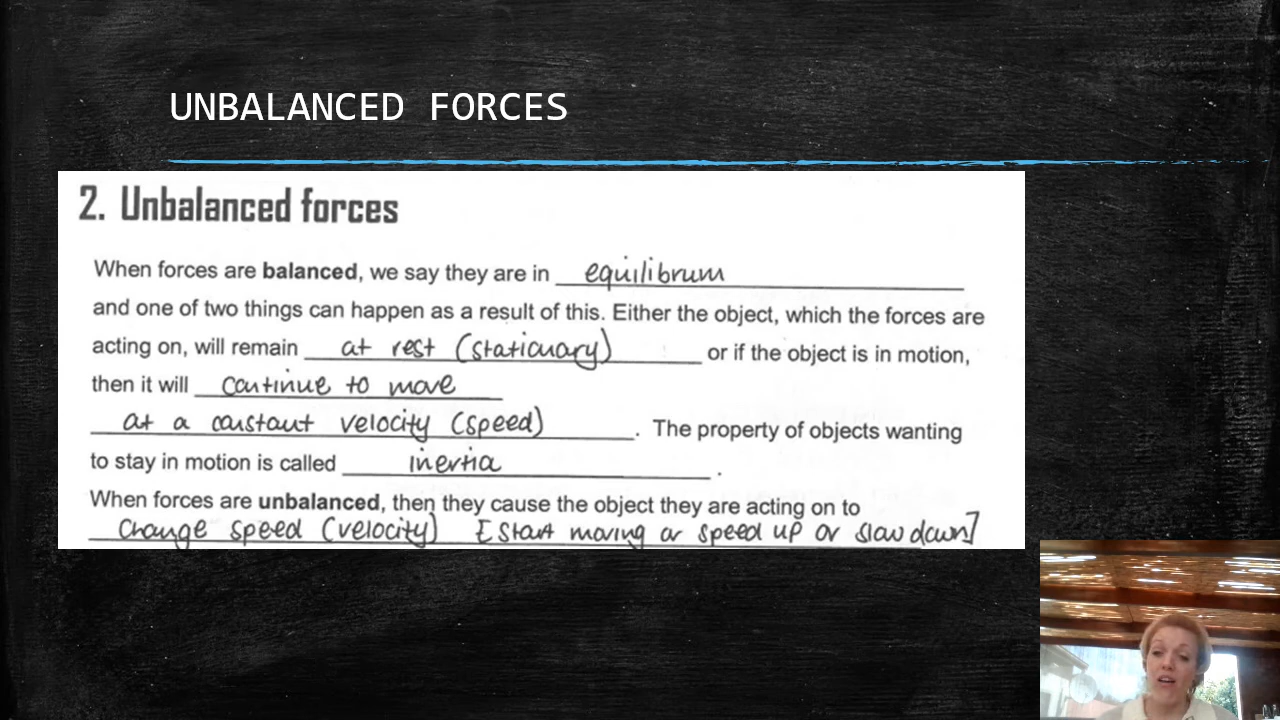 UNBALANCED FORCES
2. Unbalanced forces
When forces are balanced, we say they are in equilibrum
and one of two things can happen as a result of this. Either the object, which the forces are
acting on, will remain at rest (stationary) or if the object is in motion,
then it will continue to move
at a constant velocity (speed). The property of objects wanting
to stay in motion is called inertia.
When forces are unbalanced, then they cause the object they are acting on to
change speed (velocity) [start moving or speed up or slow down]